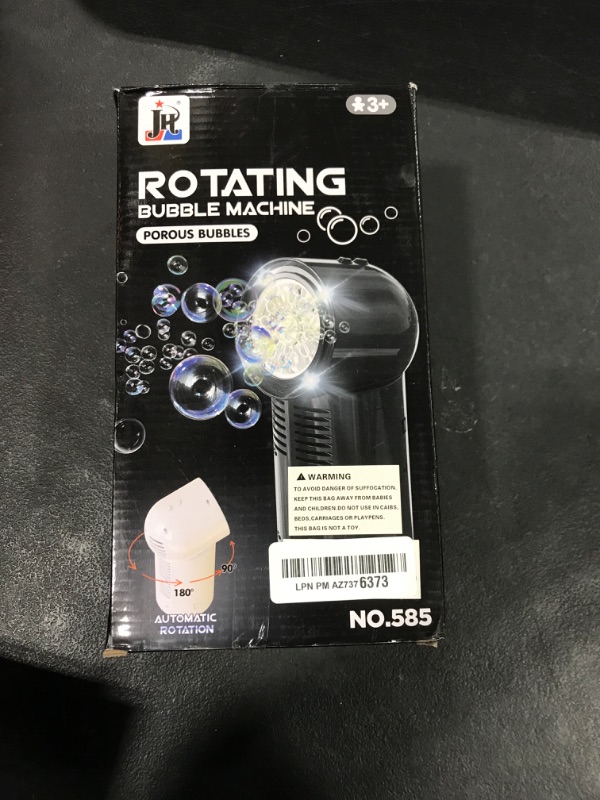 JH
3+
ROTATING
BUBBLE MACHINE
POROUS BUBBLES
WARNING
TO AVOID DANGER OF SUFFOCATION,
KEEP THIS BAG AWAY FROM BABIES
AND CHILDREN.DO NOT USE IN CAIBS,
BEDS,CARRIAGES OR PLAYPENS.
THIS BAG IS NOT A TOY.
LPN PM AZ737 6373
90°
180°
AUTOMATIC
ROTATION
NO.585